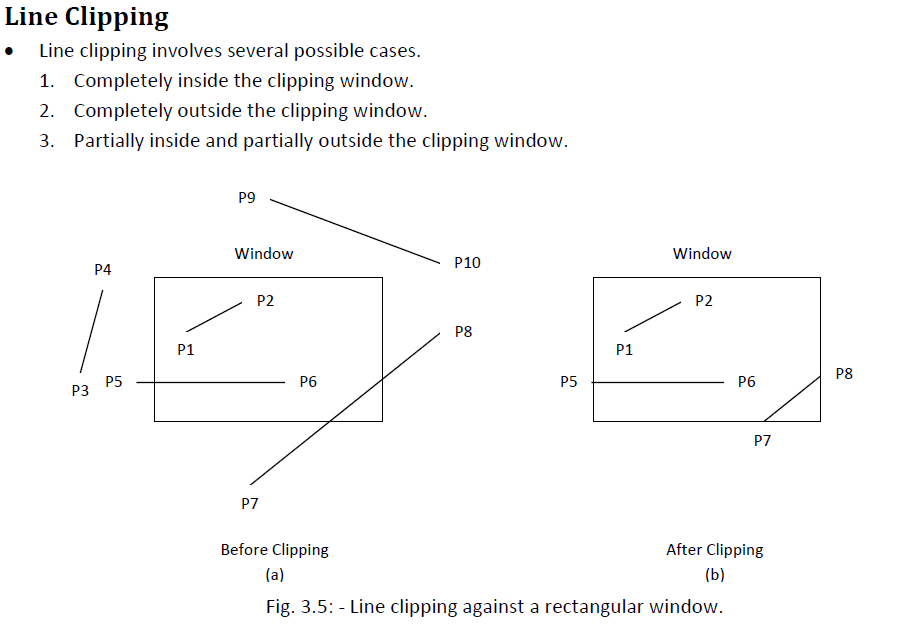 Line Clipping
• Line clipping involves several possible cases.
1. Completely inside the clipping window.
2. Completely outside the clipping window.
3. Partially inside and partially outside the clipping window.
P9
Window
P10
P4
P2
P8
P1
P3
P5
P6
P7
Before Clipping
(a)
Window
P2
P1
P5
P6
P8
P7
After Clipping
(b)
Fig. 3.5: - Line clipping against a rectangular window.